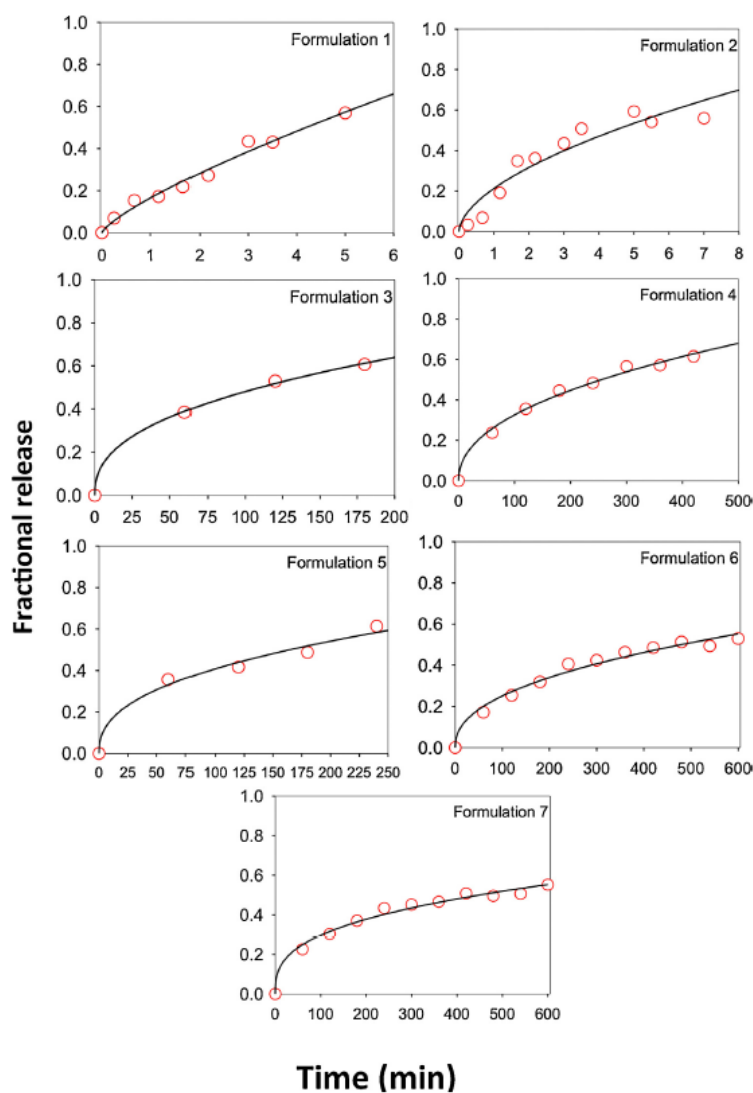 Fractional release
Formulation 1
1.0
0.8
0.6
0.4
0.2
0.0
0 1 2 3 4 5 6
Formulation 2
1.0
0.8
0.6
0.4
0.2
0.0
0 1 2 3 4 5 6 7 8
Formulation 3
1.0
0.8
0.6
0.4
0.2
0.0
0 25 50 75 100 125 150 175 200
Formulation 4
1.0
0.8
0.6
0.4
0.2
0.0
0 100 200 300 400 500
Formulation 5
1.0
0.8
0.6
0.4
0.2
0.0
0 25 50 75 100 125 150 175 200 225 250
Formulation 6
1.0
0.8
0.6
0.4
0.2
0.0
0 100 200 300 400 500 600
Formulation 7
1.0
0.8
0.6
0.4
0.2
0.0
0 100 200 300 400 500 600
Time (min)